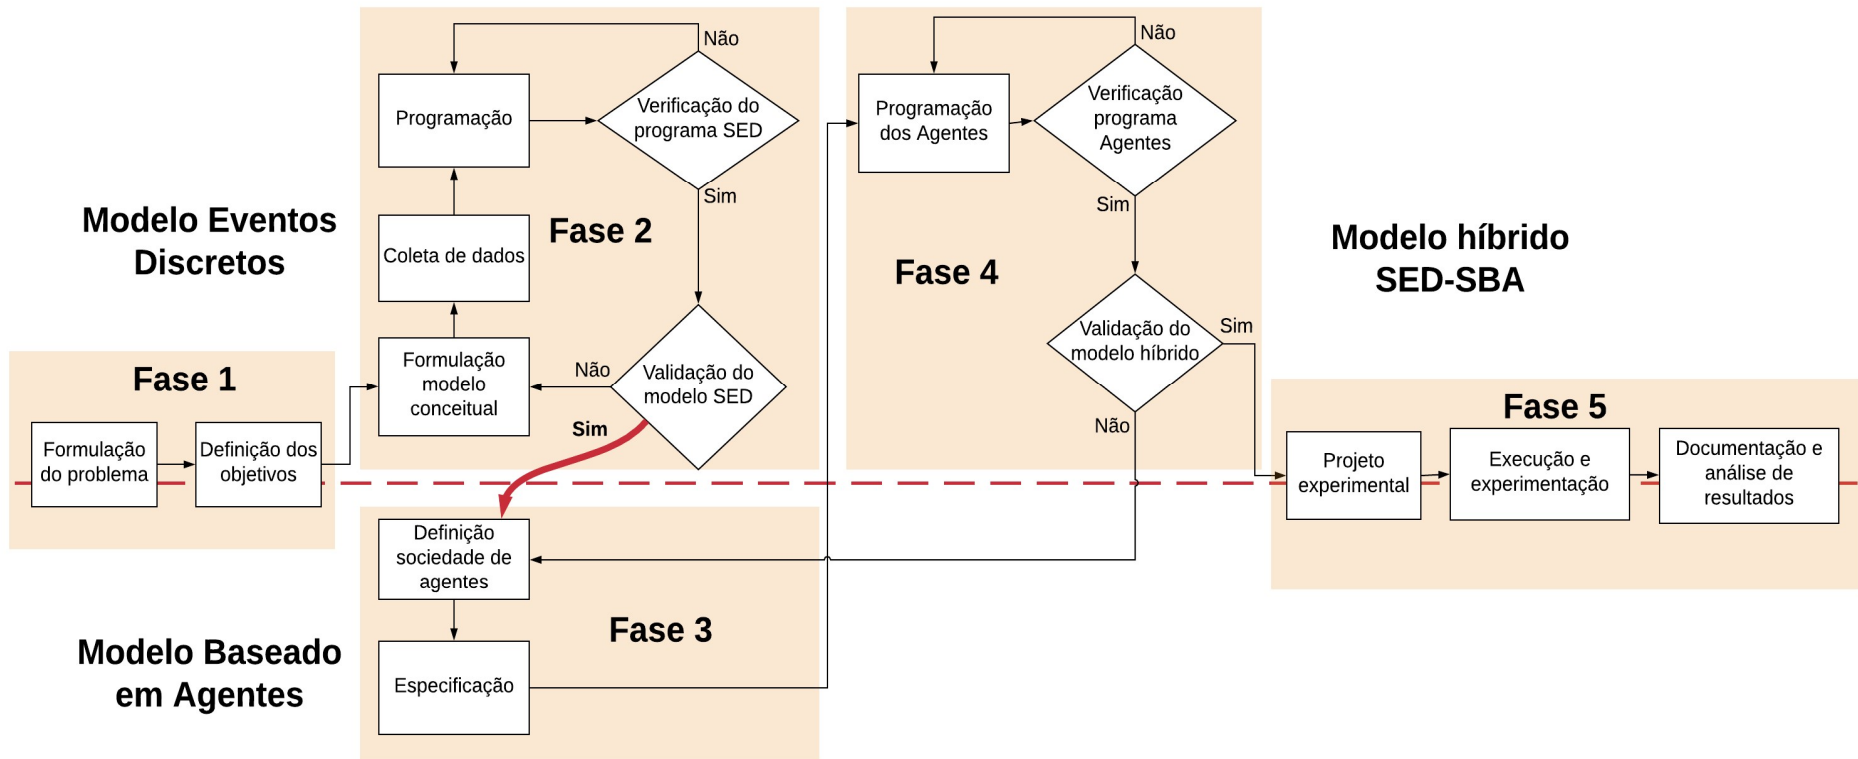 Modelo Eventos
Discretos
Fase 1
Formulação
do problema
Definição dos
objetivos
Fase 2
Não
Programação
Verificação do
programa SED
Sim
Coleta de dados
Formulação
modelo
conceitual
Não
Validação do
modelo SED
Sim
Modelo Baseado
em Agentes
Fase 3
Definição
sociedade de
agentes
Especificação
Fase 4
Não
Programação
dos Agentes
Verificação
programa
Agentes
Sim
Validação do
modelo híbrido
Sim
Não
Modelo híbrido
SED-SBA
Fase 5
Projeto
experimental
Execução e
experimentação
Documentação e
análise de
resultados